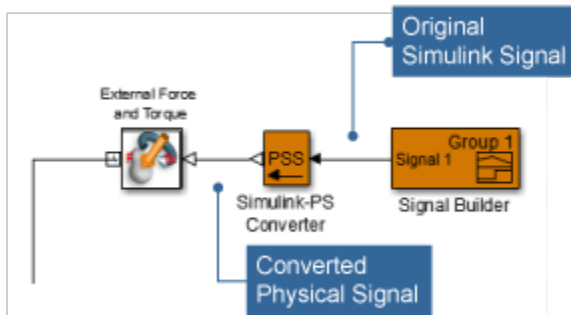 Original
Simulink Signal
External Force
and Torque
PSS
Group 1
Signal 1
Simulink-PS
Converter
Signal Builder
Converted
Physical Signal